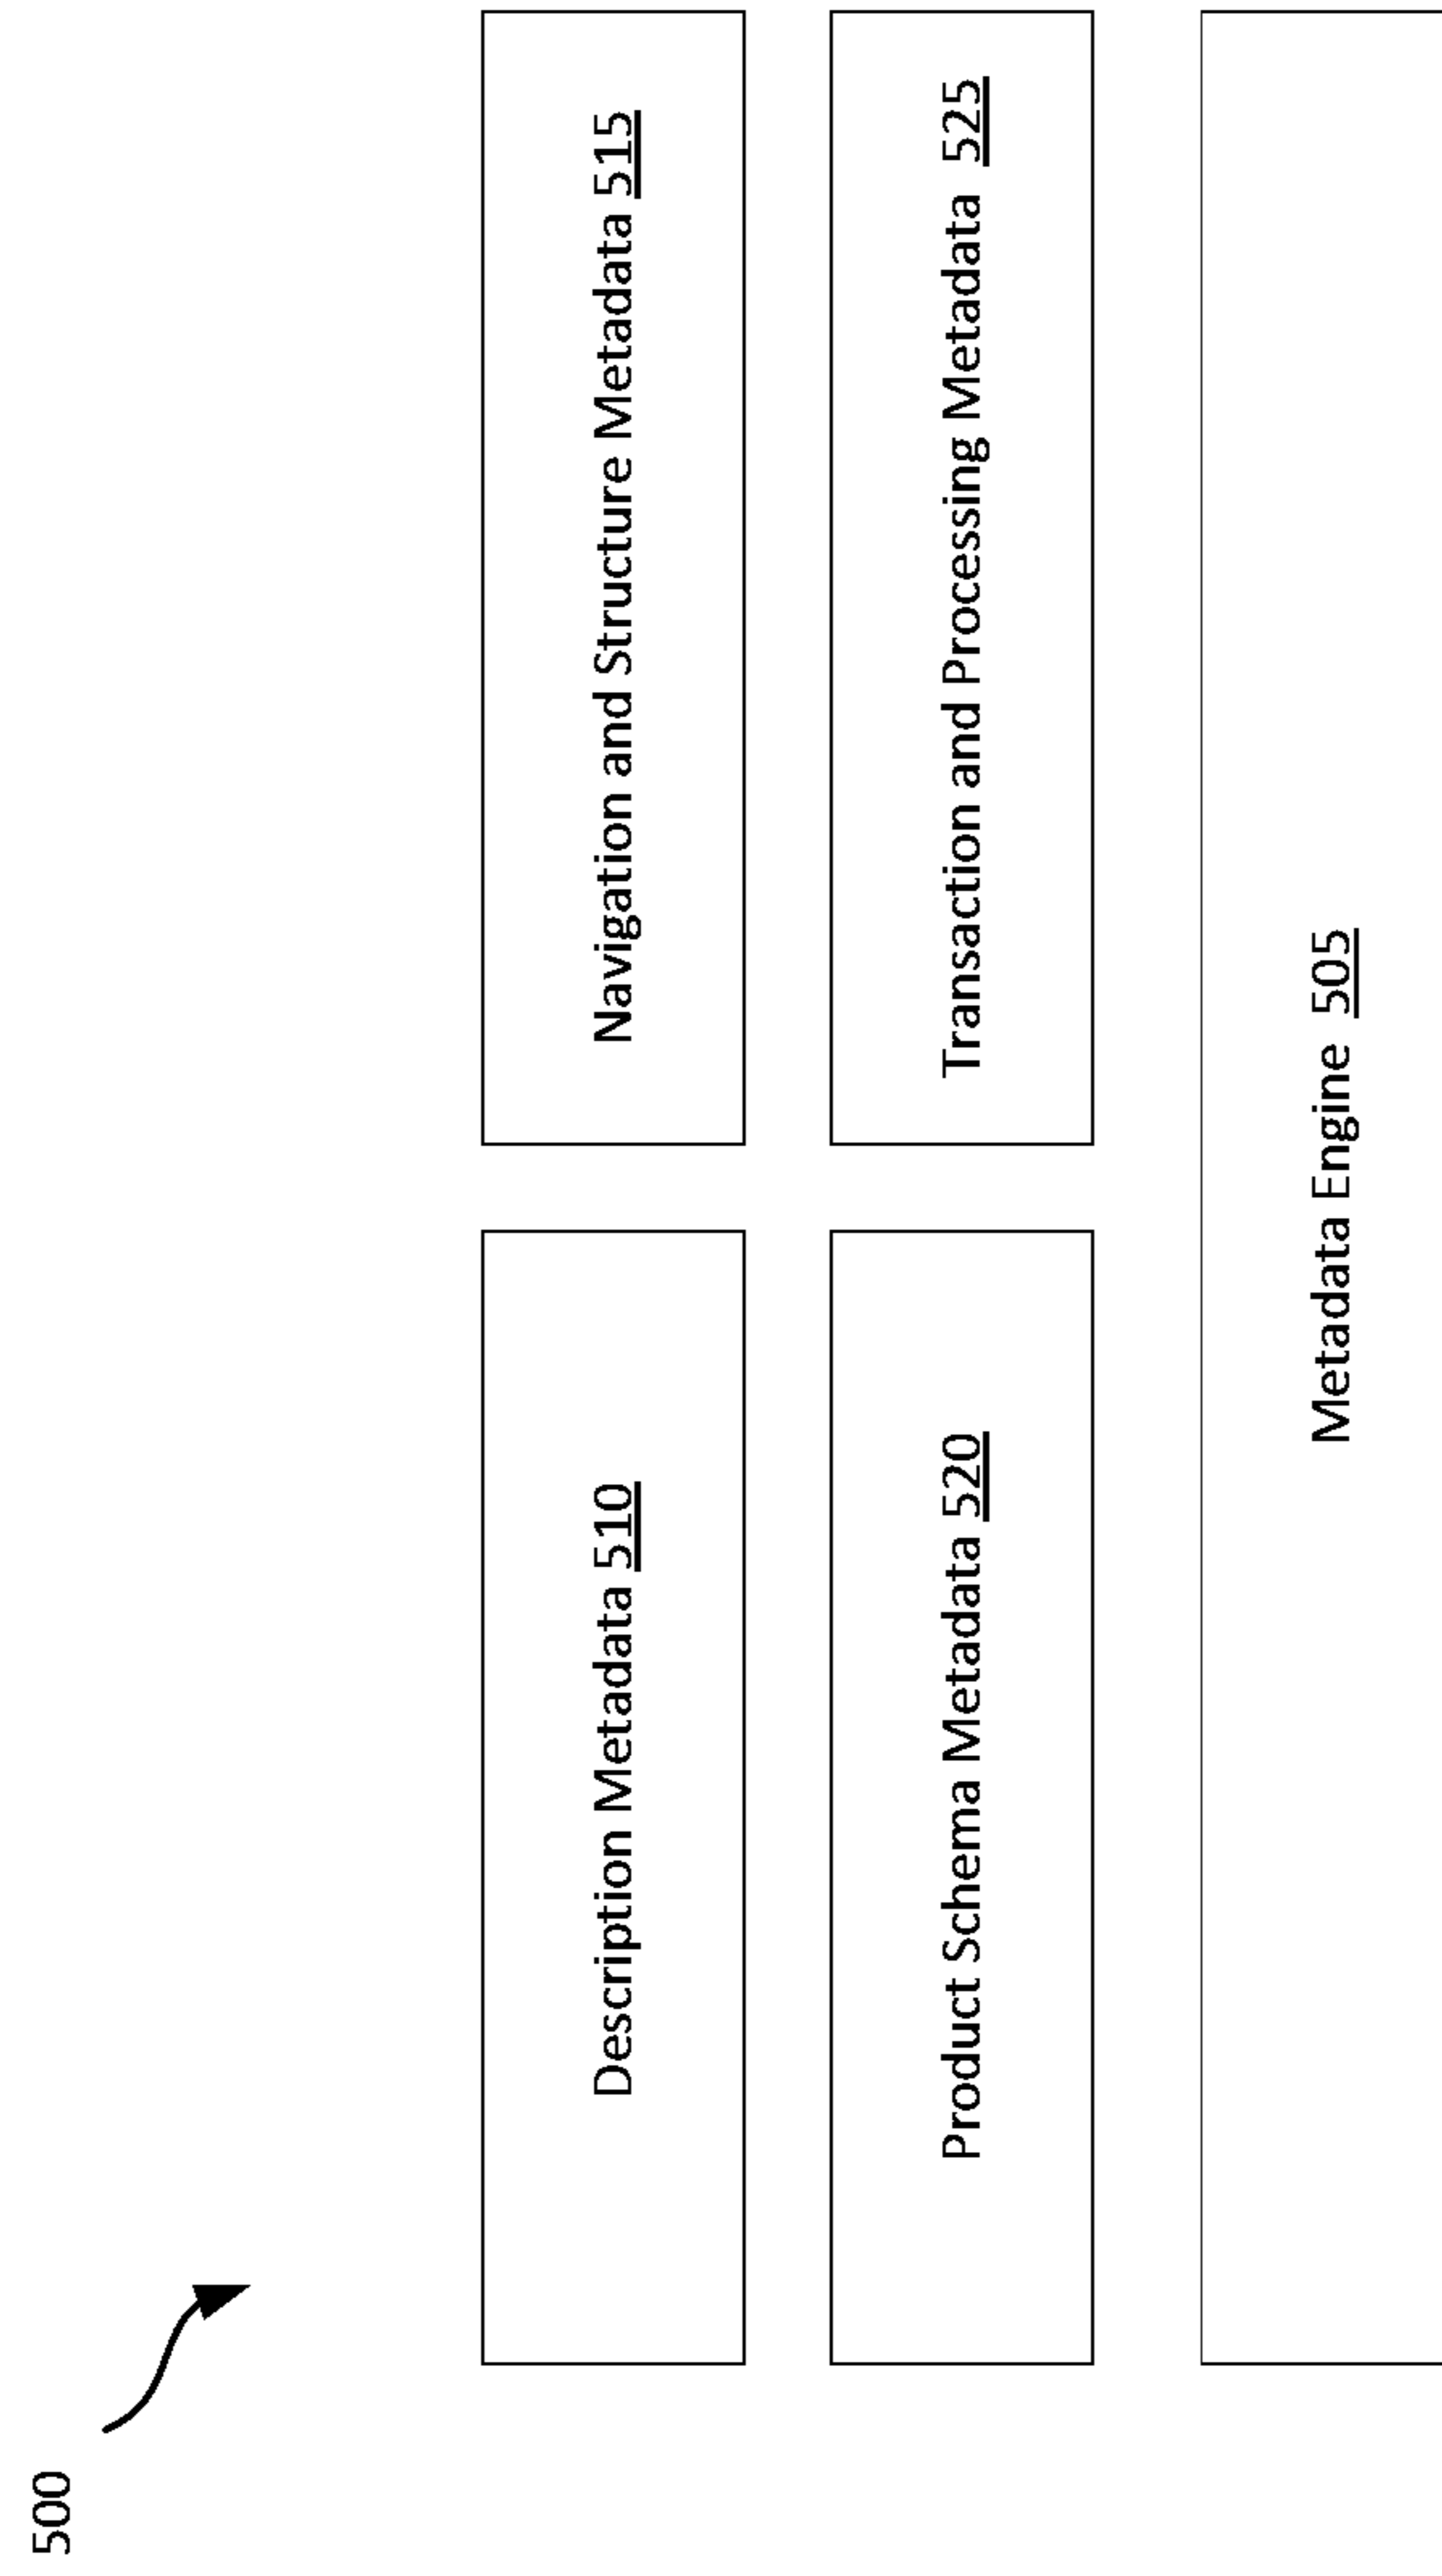 500
Description Metadata 510
Navigation and Structure Metadata 515
Product Schema Metadata 520
Transaction and Processing Metadata 525
Metadata Engine 505